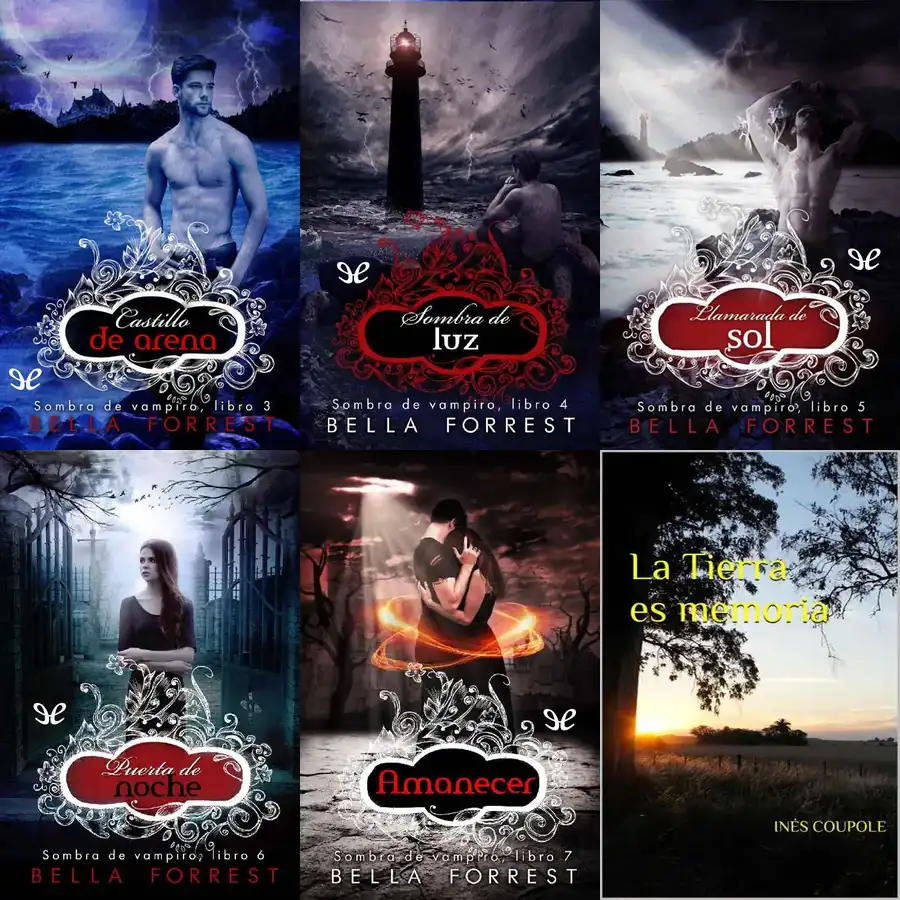 Castillo
de arena
Sombra de vampiro, libro 3
BELLA FORREST
Sombra de
luz
Sombra de vampiro, libro 4
BELLA FORREST
Llamarada de
sol
Sombra de vampiro, libro 5
BELLA FORREST
Puerta de
noche
Sombra de vampiro, libro 6
BELLA FORREST
Amanecer
Sombra de vampiro, libro 7
BELLA FORREST
La Tierra
es memoria
INÉS COUPOLE